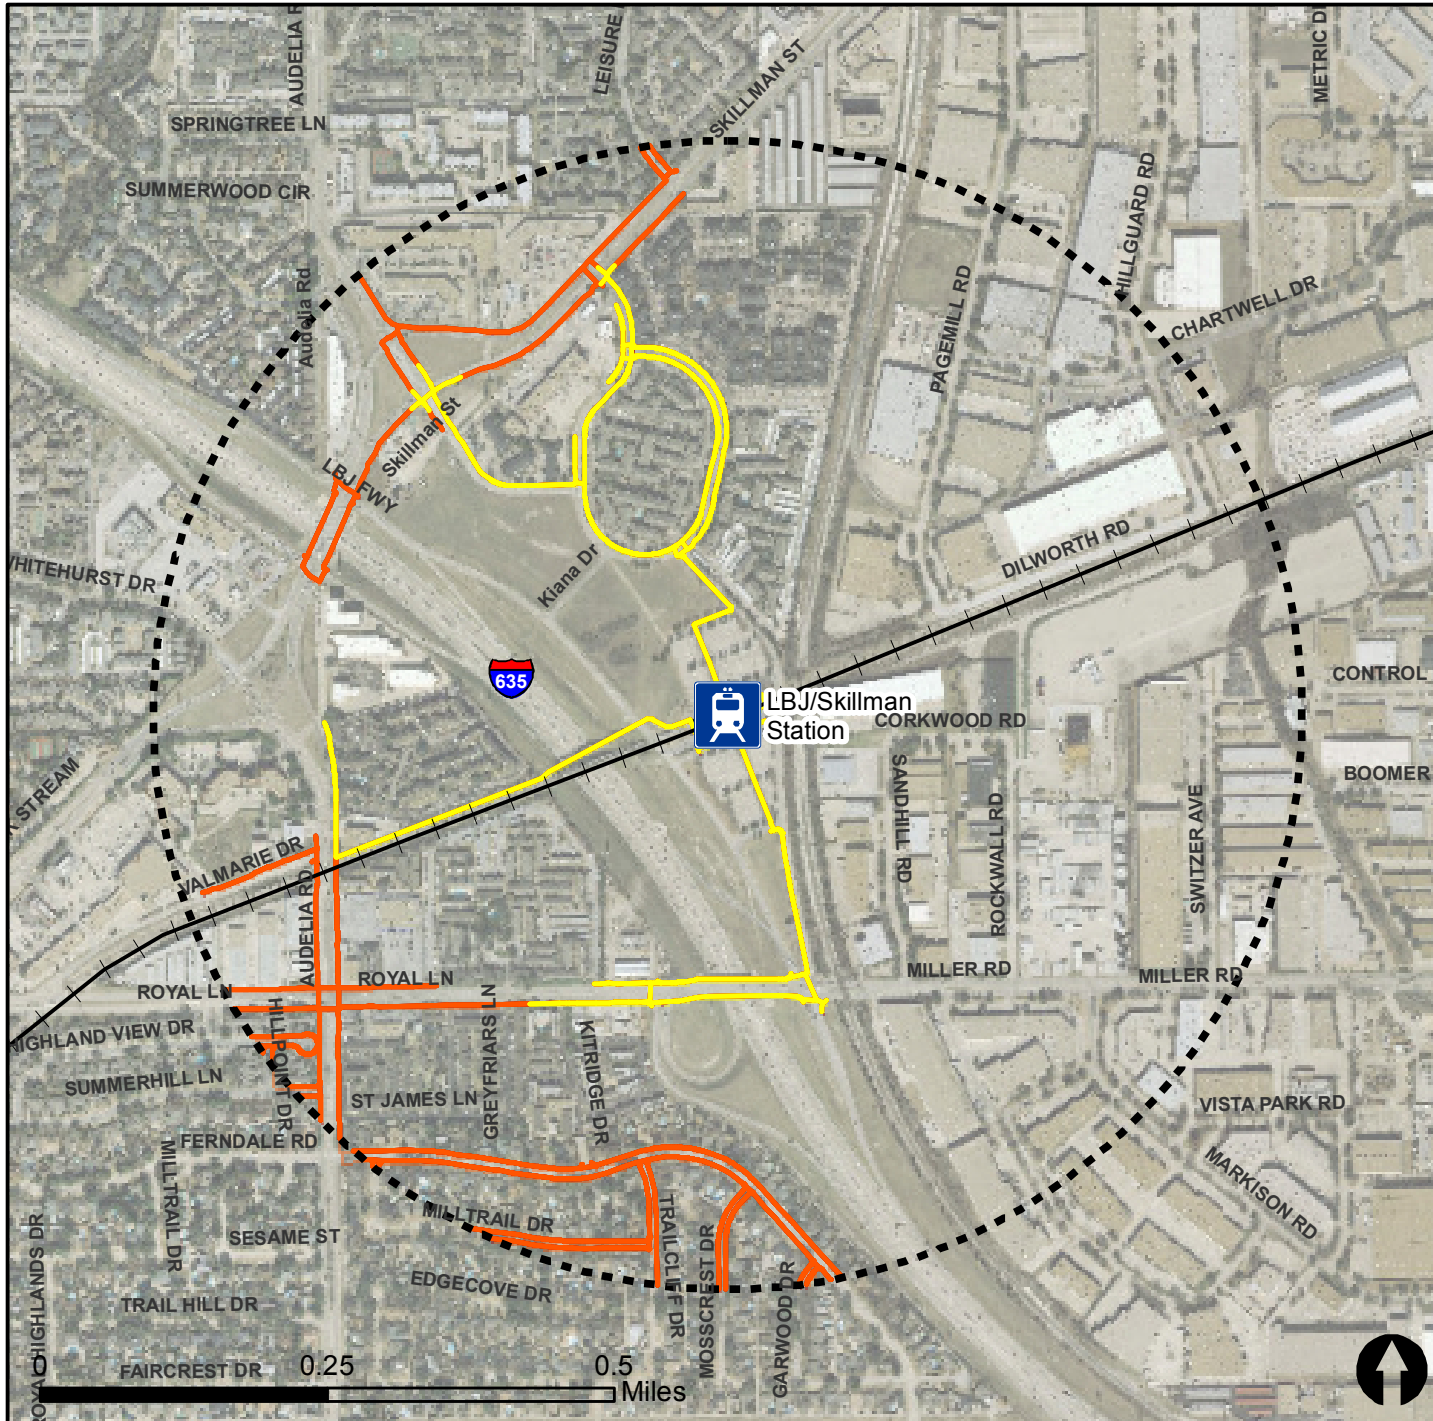 AUDELIA R
LEISURE
SKILLMAN ST
METRIC DR
SPRINGTREE LN
SUMMERWOOD CIR
HILLGUARD RD
Audelia Rd
PAGEMILL RD
CHARTWELL DR
Skillman St
LBJ FWY
WHITEHURST DR
Kiana Dr
DILWORTH RD
635
CONTROL
LBJ/Skillman
Station
CORKWOOD RD
BOOMER
STREAM
SANDHILL RD
ROCKWALL RD
SWITZER AVE
VALMARIE DR
AUDELIA RD
ROYAL LN
ROYAL LN
MILLER RD
MILLER RD
HIGHLAND VIEW DR
HILLPOINT DR
GREYFRIARS LN
KITRIDGE DR
SUMMERHILL LN
ST JAMES LN
VISTA PARK RD
FERNDALE RD
MILLTRAIL DR
MARKISON RD
MILLTRAIL DR
SESAME ST
TRAILCLIFF DR
MOSSCREST DR
GARWOOD DR
EDGECOVE DR
ROYAL HIGHLANDS DR
TRAIL HILL DR
FAIRCREST DR
0 0.25 0.5
Miles